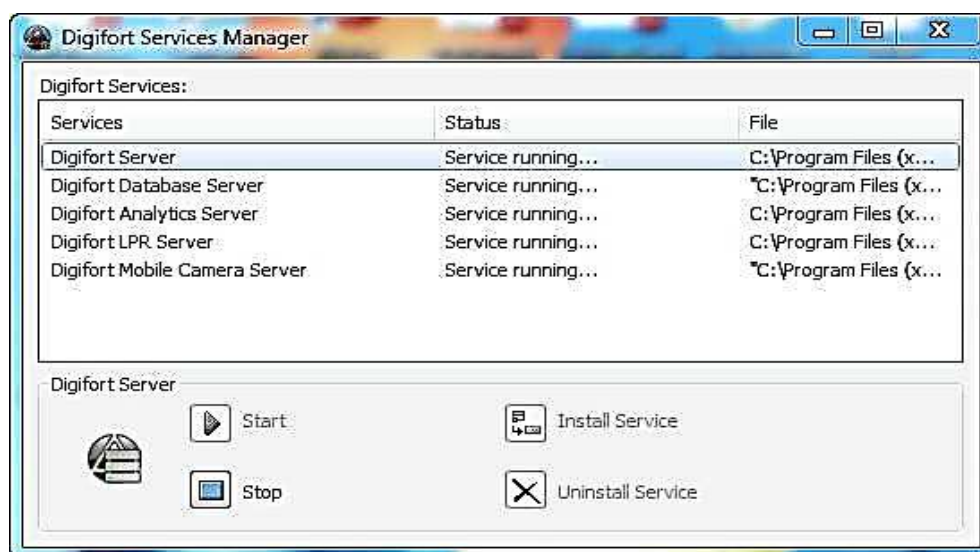 Digifort Services Manager
Digifort Services:
Services Status File
Digifort Server Service running... C:\Program Files (x...
Digifort Database Server Service running... "C:\Program Files (x...
Digifort Analytics Server Service running... C:\Program Files (x...
Digifort LPR Server Service running... C:\Program Files (x...
Digifort Mobile Camera Server Service running... "C:\Program Files (x...
Digifort Server
Start Install Service
Stop Uninstall Service